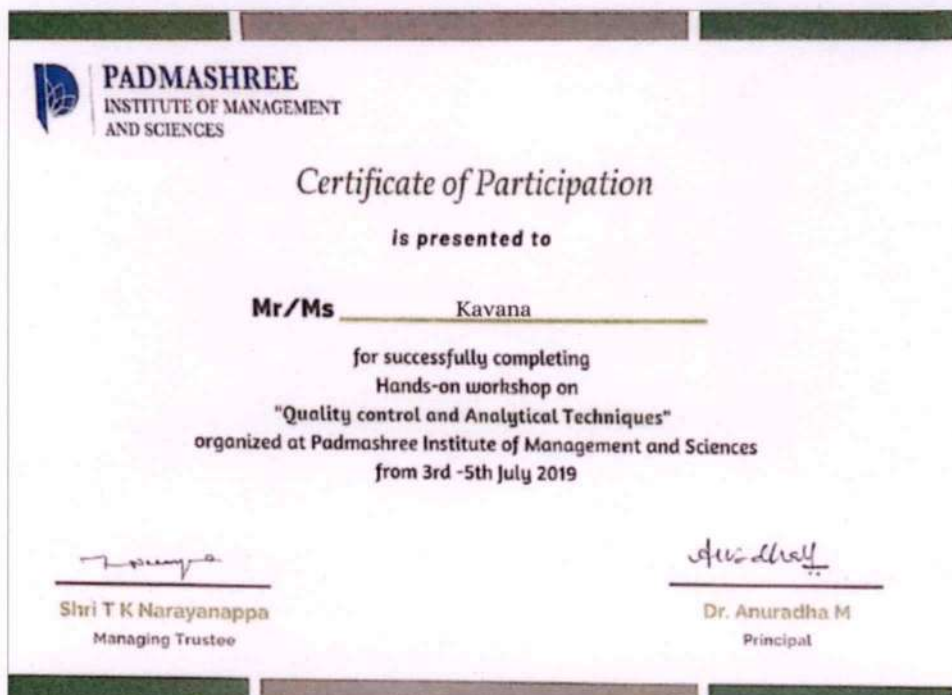 PADMASHREE
INSTITUTE OF MANAGEMENT
AND SCIENCES
Certificate of Participation
is presented to
Mr/Ms Kavana
for successfully completing
Hands-on workshop on
"Quality control and Analytical Techniques"
organized at Padmashree Institute of Management and Sciences
from 3rd -5th July 2019
Shri T K Narayanappa
Managing Trustee
Dr. Anuradha M
Principal